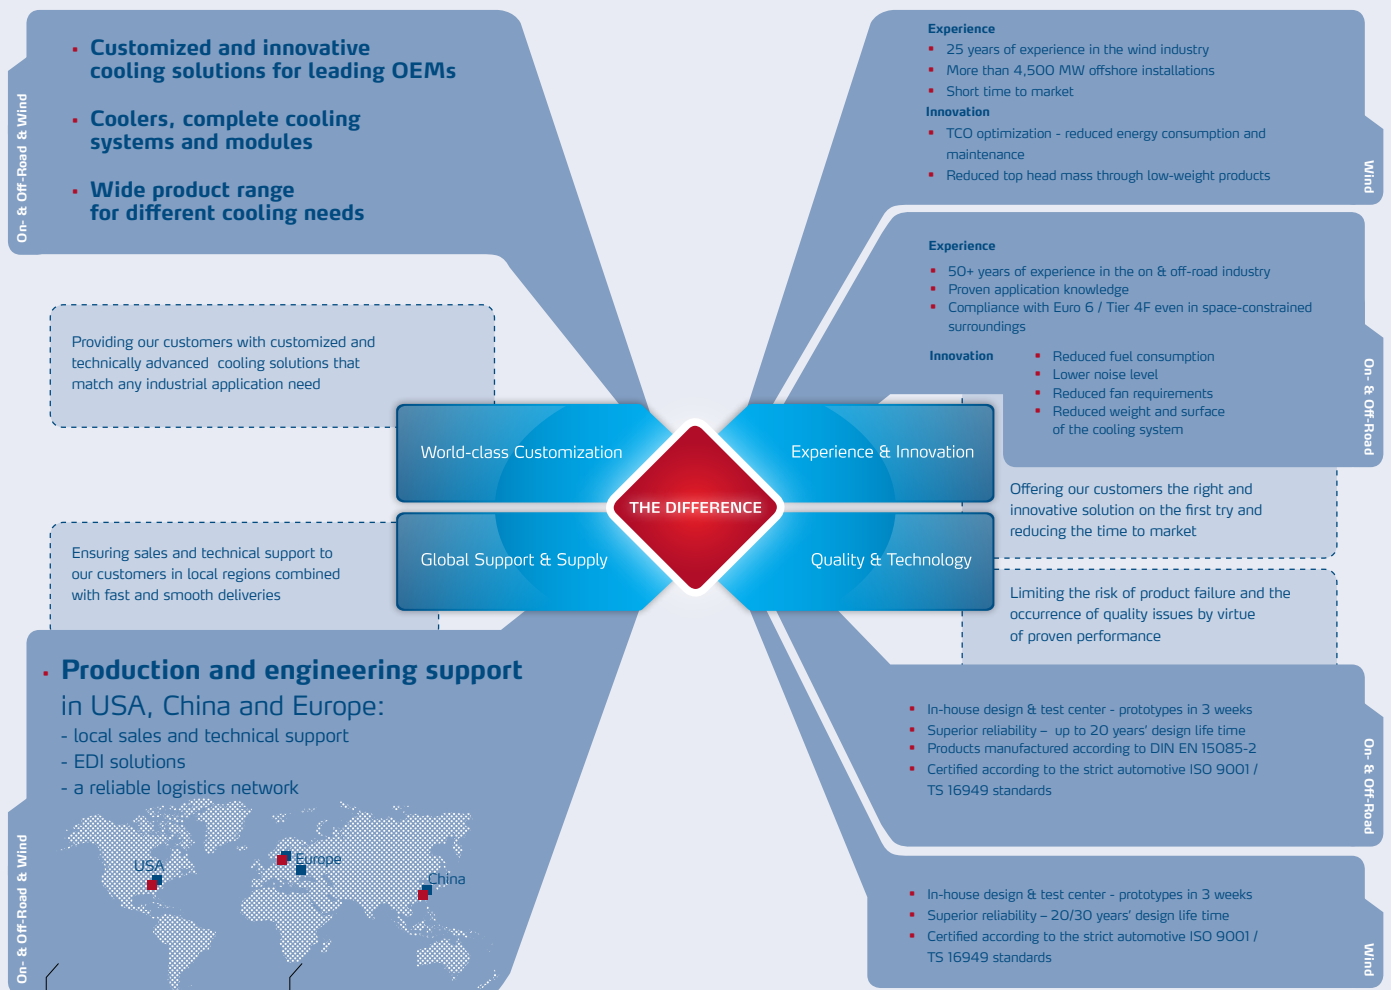 On- & Off-Road & Wind
▪ Customized and innovative
cooling solutions for leading OEMs
▪ Coolers, complete cooling
systems and modules
▪ Wide product range
for different cooling needs
Providing our customers with customized and
technically advanced cooling solutions that
match any industrial application need
World-class Customization
Ensuring sales and technical support to
our customers in local regions combined
with fast and smooth deliveries
Global Support & Supply
▪ Production and engineering support
in USA, China and Europe:
- local sales and technical support
- EDI solutions
- a reliable logistics network
USA
Europe
China
On- & Off-Road & Wind
THE DIFFERENCE
Experience
▪ 25 years of experience in the wind industry
▪ More than 4,500 MW offshore installations
▪ Short time to market
Innovation
▪ TCO optimization - reduced energy consumption and
maintenance
▪ Reduced top head mass through low-weight products
Wind
Experience
▪ 50+ years of experience in the on & off-road industry
▪ Proven application knowledge
▪ Compliance with Euro 6 / Tier 4F even in space-constrained
surroundings
Innovation
▪ Reduced fuel consumption
▪ Lower noise level
▪ Reduced fan requirements
▪ Reduced weight and surface
of the cooling system
On- & Off-Road
Experience & Innovation
Offering our customers the right and
innovative solution on the first try and
reducing the time to market
Quality & Technology
Limiting the risk of product failure and the
occurrence of quality issues by virtue
of proven performance
▪ In-house design & test center - prototypes in 3 weeks
▪ Superior reliability – up to 20 years' design life time
▪ Products manufactured according to DIN EN 15085-2
▪ Certified according to the strict automotive ISO 9001 /
TS 16949 standards
On- & Off-Road
▪ In-house design & test center - prototypes in 3 weeks
▪ Superior reliability – 20/30 years' design life time
▪ Certified according to the strict automotive ISO 9001 /
TS 16949 standards
Wind